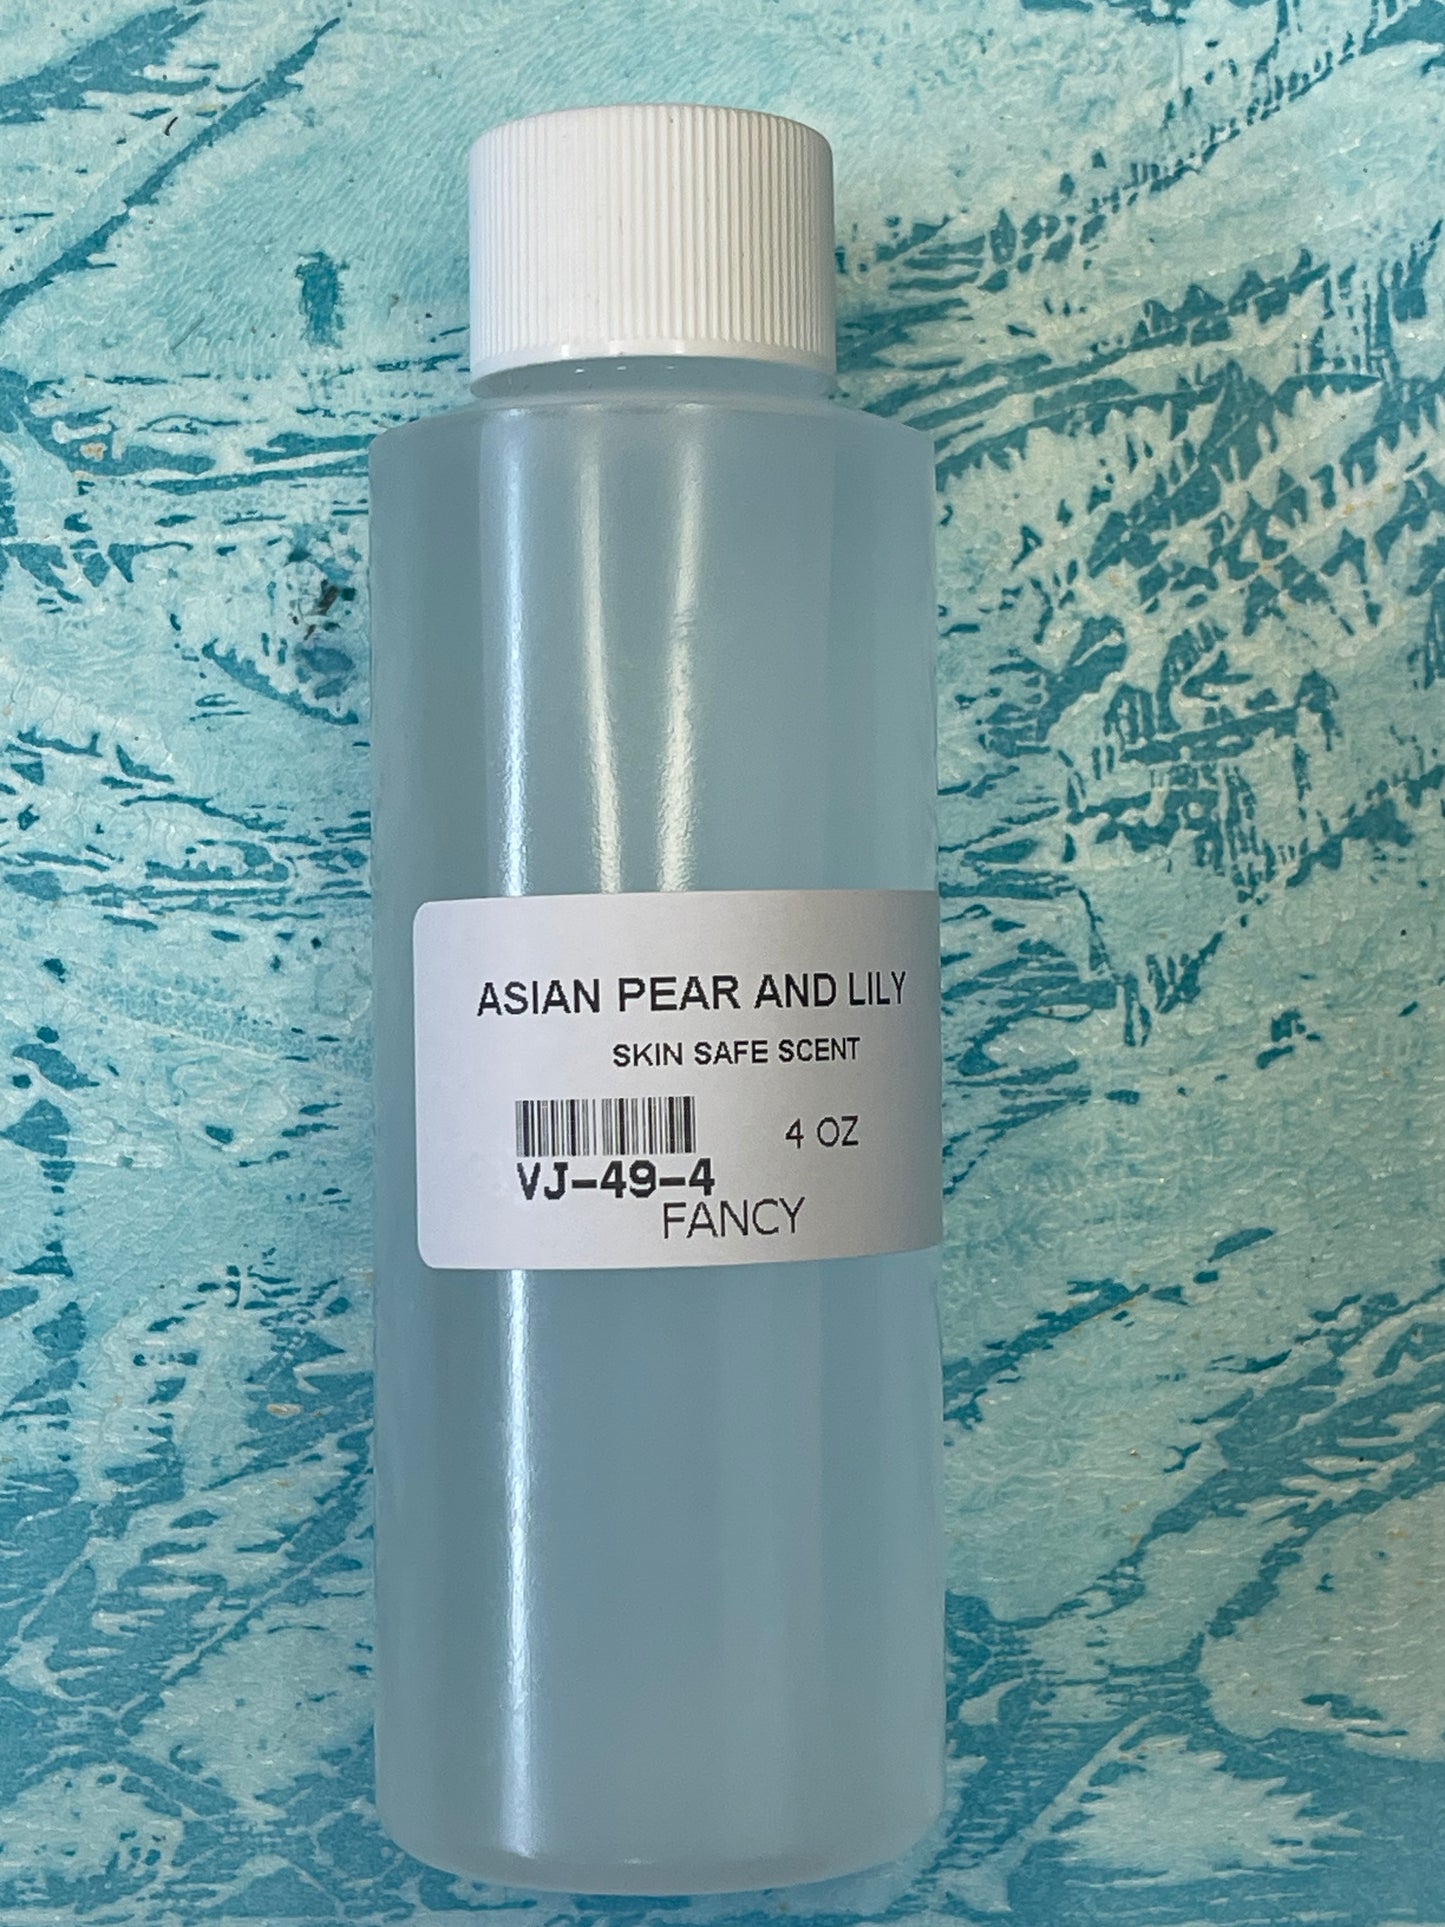 ASIAN PEAR AND LILY
SKIN SAFE SCENT
4 OZ
VJ-49-4
FANCY